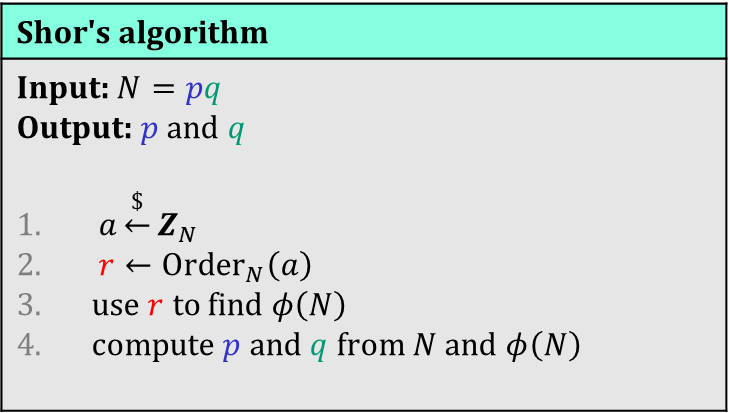 Shor's algorithm
Input: N = pq
Output: p and q
$
1. a ← Z_N
2. r ← Order_N(a)
3. use r to find ϕ(N)
4. compute p and q from N and ϕ(N)